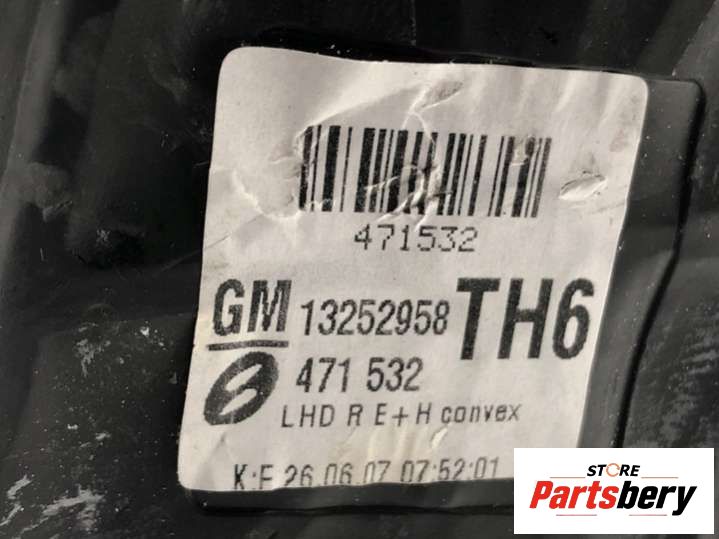 471532
GM 13252958 TH6
471 532
LHD R E+H convex
K:F 26.06.07 07:52:01
STORE
Partsbery